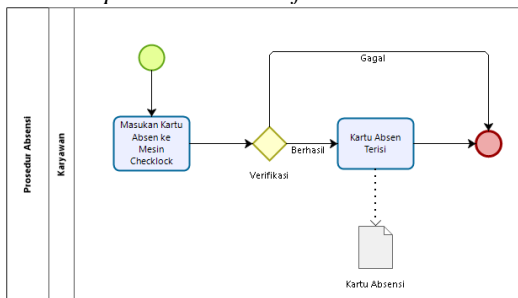 Prosedur Absensi
Karyawan
Masukan Kartu
Absen ke
Mesin
Checklock
Verifikasi
Gagal
Berhasil
Kartu Absen
Terisi
Kartu Absensi